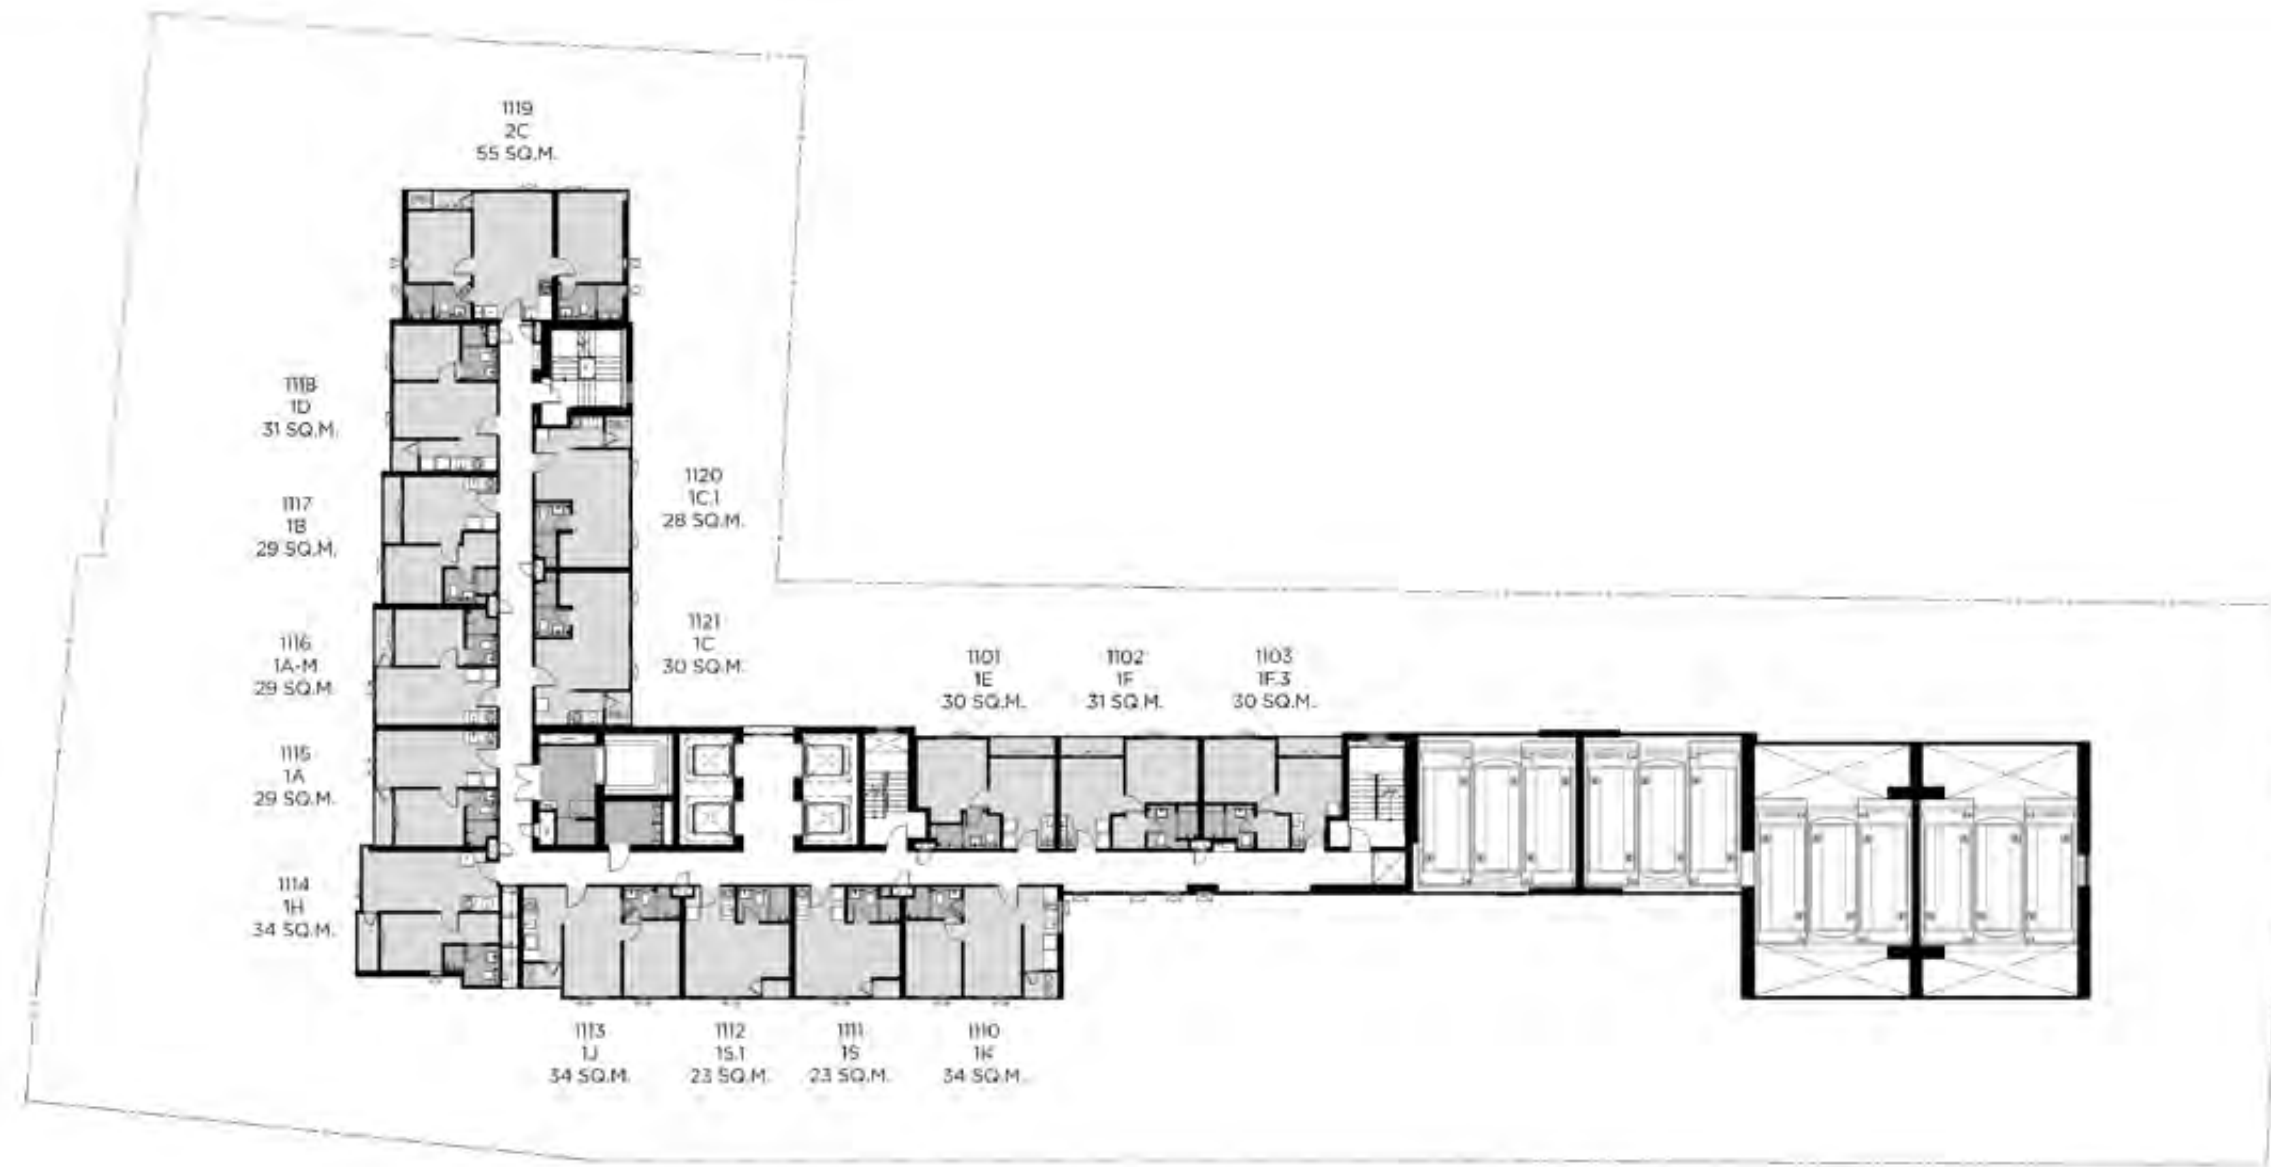 1119
2C
55 SQ.M.
1118
1D
31 SQ.M.
1117
1B
29 SQ.M.
1120
1C.1
28 SQ.M.
1116
1A-M
29 SQ.M.
1121
1C
30 SQ.M.
1101
1E
30 SQ.M.
1102
1F
31 SQ.M.
1103
1F.3
30 SQ.M.
1115
1A
29 SQ.M.
1114
1H
34 SQ.M.
1113
1J
34 SQ.M.
1112
1S.1
23 SQ.M.
1111
1S
23 SQ.M.
1110
1K
34 SQ.M.